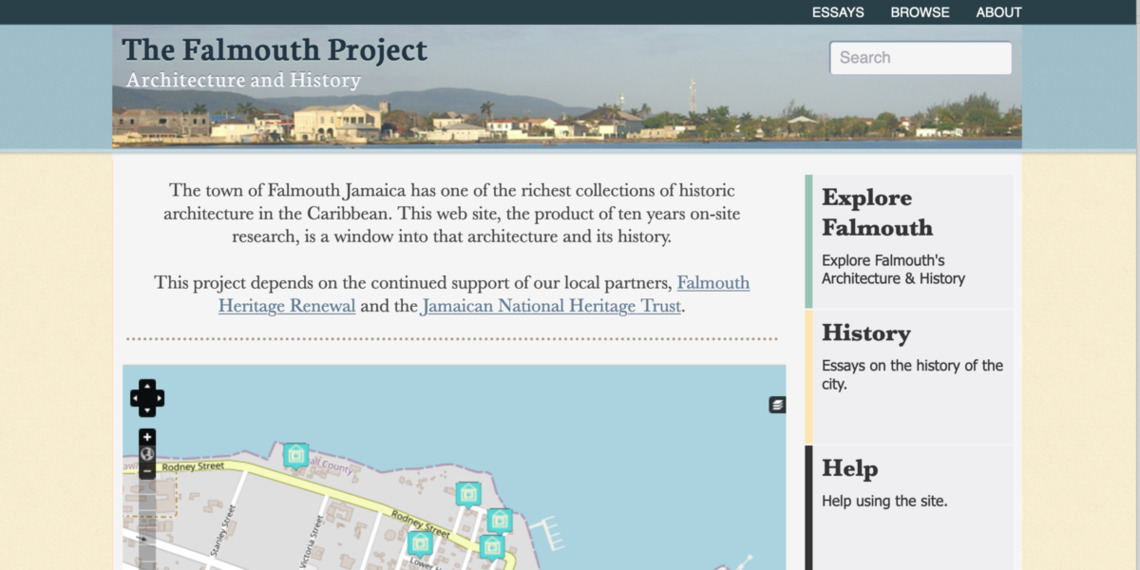 ESSAYS BROWSE ABOUT
The Falmouth Project
Architecture and History
Search
The town of Falmouth Jamaica has one of the richest collections of historic
architecture in the Caribbean. This web site, the product of ten years on-site
research, is a window into that architecture and its history.
This project depends on the continued support of our local partners, Falmouth
Heritage Renewal and the Jamaican National Heritage Trust.
Explore
Falmouth
Explore Falmouth's
Architecture & History
History
Essays on the history of the
city.
Help
Help using the site.
Rodney Street
County
Stanley Street
Victoria Street
Rodney Street
Lower